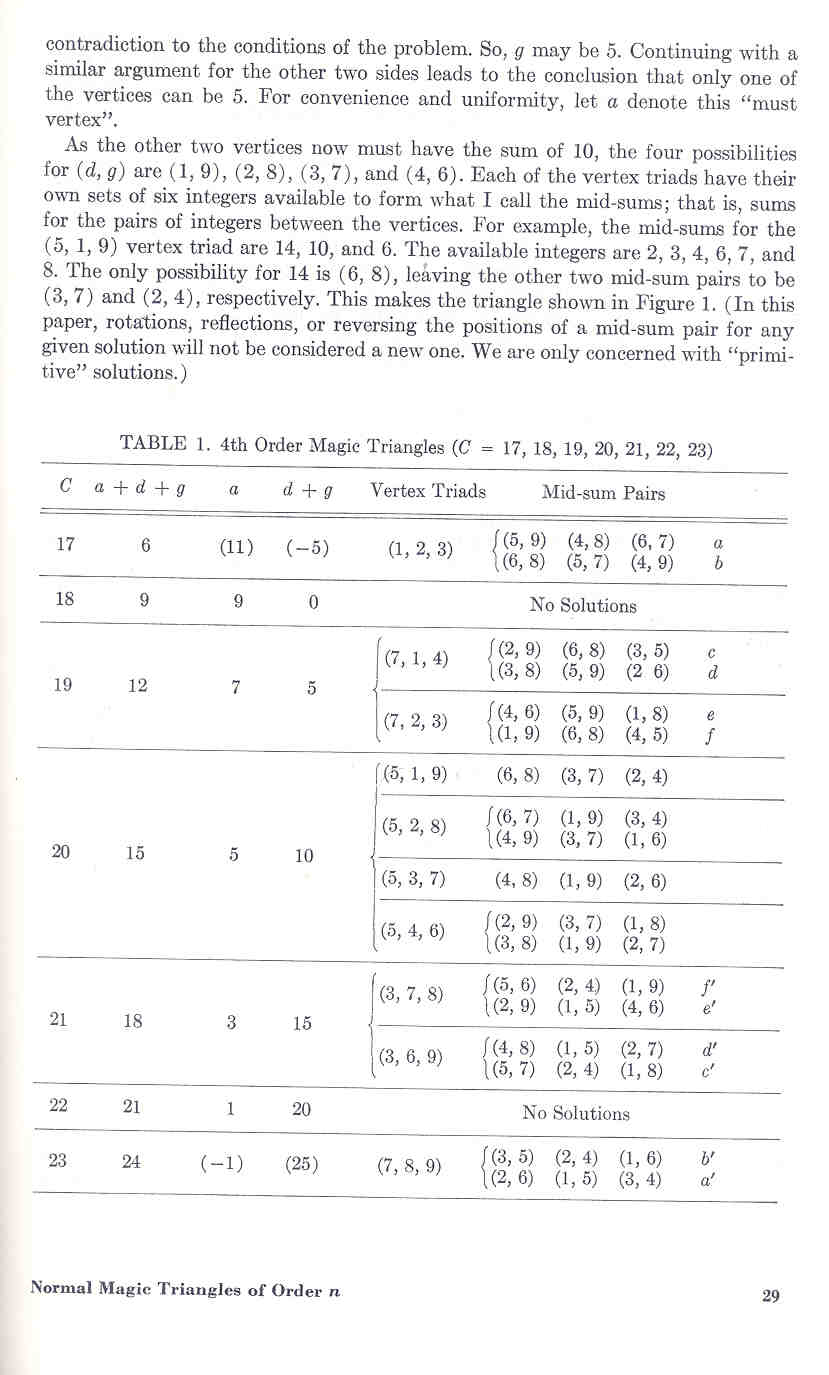 contradiction to the conditions of the problem. So, g may be 5. Continuing with a
similar argument for the other two sides leads to the conclusion that only one of
the vertices can be 5. For convenience and uniformity, let a denote this “must
vertex”.
As the other two vertices now must have the sum of 10, the four possibilities
for (d, g) are (1, 9), (2, 8), (3, 7), and (4, 6). Each of the vertex triads have their
own sets of six integers available to form what I call the mid-sums; that is, sums
for the pairs of integers between the vertices. For example, the mid-sums for the
(5, 1, 9) vertex triad are 14, 10, and 6. The available integers are 2, 3, 4, 6, 7, and
8. The only possibility for 14 is (6, 8), leaving the other two mid-sum pairs to be
(3, 7) and (2, 4), respectively. This makes the triangle shown in Figure 1. (In this
paper, rotations, reflections, or reversing the positions of a mid-sum pair for any
given solution will not be considered a new one. We are only concerned with “primi-
tive” solutions.)
TABLE 1. 4th Order Magic Triangles (C = 17, 18, 19, 20, 21, 22, 23)
C a + d + g a d + g Vertex Triads Mid-sum Pairs
17 6 (11) (−5) (1, 2, 3) (5, 9) (4, 8) (6, 7) a
(6, 8) (5, 7) (4, 9) b
18 9 9 0 No Solutions
(7, 1, 4) (2, 9) (6, 8) (3, 5) c
(3, 8) (5, 9) (2 6) d
19 12 7 5
(7, 2, 3) (4, 6) (5, 9) (1, 8) e
(1, 9) (6, 8) (4, 5) f
(5, 1, 9) (6, 8) (3, 7) (2, 4)
(5, 2, 8) (6, 7) (1, 9) (3, 4)
(4, 9) (3, 7) (1, 6)
20 15 5 10
(5, 3, 7) (4, 8) (1, 9) (2, 6)
(5, 4, 6) (2, 9) (3, 7) (1, 8)
(3, 8) (1, 9) (2, 7)
(3, 7, 8) (5, 6) (2, 4) (1, 9) f′
(2, 9) (1, 5) (4, 6) e′
21 18 3 15
(3, 6, 9) (4, 8) (1, 5) (2, 7) d′
(5, 7) (2, 4) (1, 8) c′
22 21 1 20 No Solutions
23 24 (−1) (25) (7, 8, 9) (3, 5) (2, 4) (1, 6) b′
(2, 6) (1, 5) (3, 4) a′
Normal Magic Triangles of Order n 29